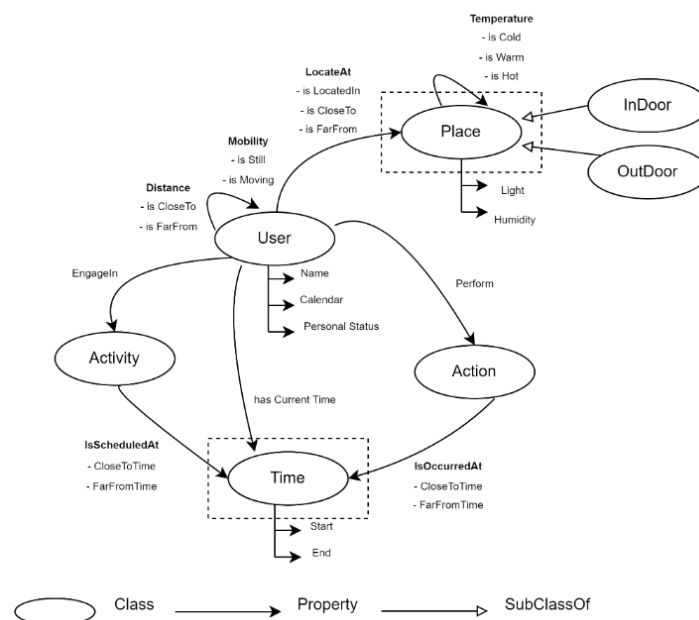 Temperature
- is Cold
- is Warm
- is Hot
LocateAt
- is LocatedIn
- is CloseTo
- is FarFrom
Place
InDoor
OutDoor
Light
Humidity
Mobility
- is Still
- is Moving
Distance
- is CloseTo
- is FarFrom
User
Name
Calendar
Personal Status
EngageIn
Perform
Activity
Action
has Current Time
IsScheduledAt
- CloseToTime
- FarFromTime
Time
IsOccurredAt
- CloseToTime
- FarFromTime
Start
End
Class
Property
SubClassOf